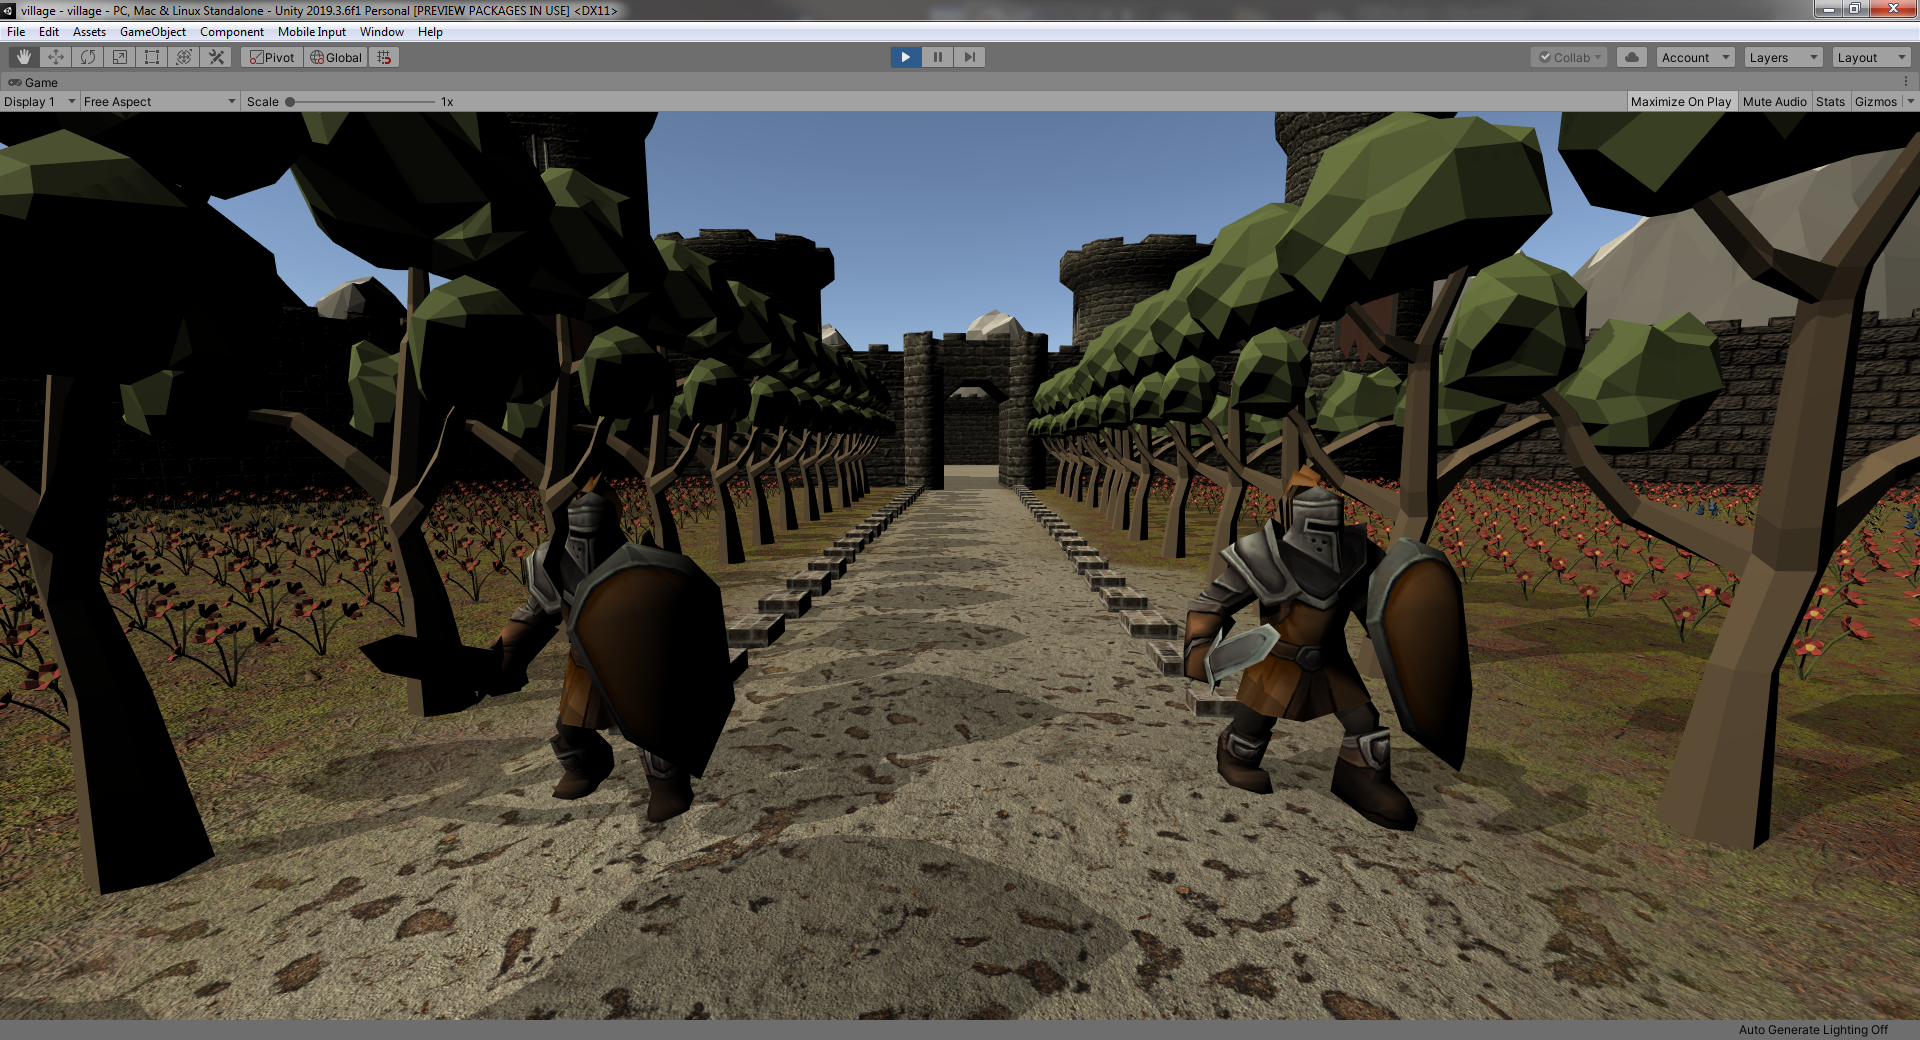 village - village - PC, Mac & Linux Standalone - Unity 2019.3.6f1 Personal [PREVIEW PACKAGES IN USE] <DX11>
File Edit Assets GameObject Component Mobile Input Window Help
Pivot Global Collab Account Layers Layout
Game
Display 1 Free Aspect Scale 1x Maximize On Play Mute Audio Stats Gizmos
Auto Generate Lighting Off